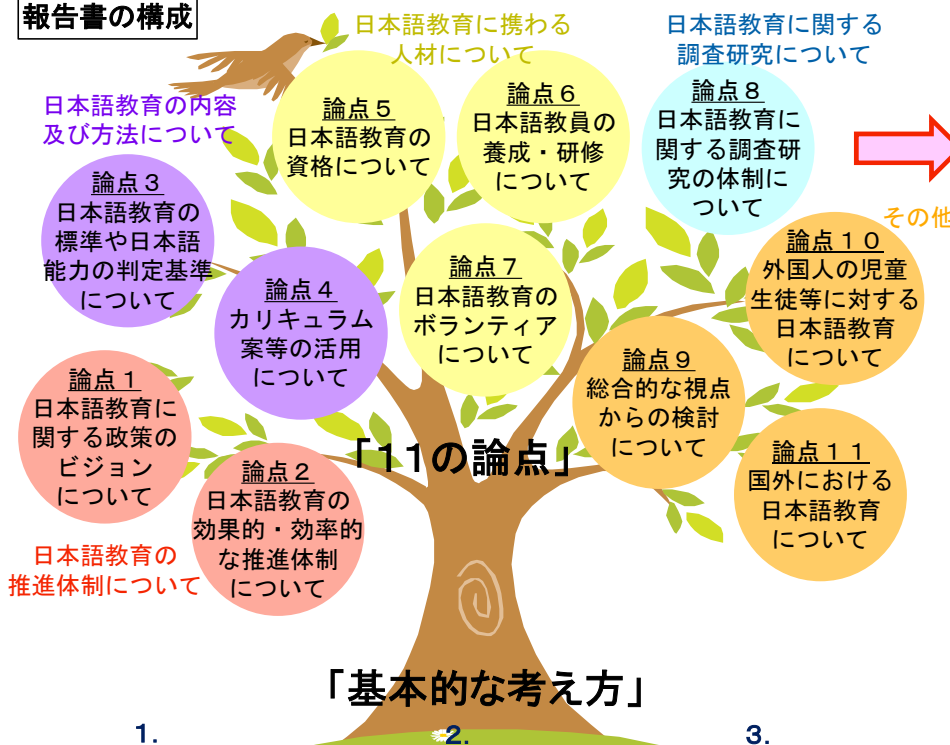 報告書の構成
日本語教育に携わる
人材について
日本語教育に関する
調査研究について
日本語教育の内容
及び方法について
論点５
日本語教育の
資格について
論点６
日本語教員の
養成・研修
について
論点８
日本語教育に
関する調査研
究の体制に
ついて
論点３
日本語教育の
標準や日本語
能力の判定基準
について
その他
論点１０
外国人の児童
生徒等に対する
日本語教育
について
論点４
カリキュラム
案等の活用
について
論点７
日本語教育の
ボランティア
について
論点９
総合的な視点
からの検討
について
論点１
日本語教育に
関する政策の
ビジョン
について
論点２
日本語教育の
効果的・効率的
な推進体制
について
「11の論点」
論点１１
国外における
日本語教育
について
日本語教育の
推進体制について
「基本的な考え方」
1.
2.
3.